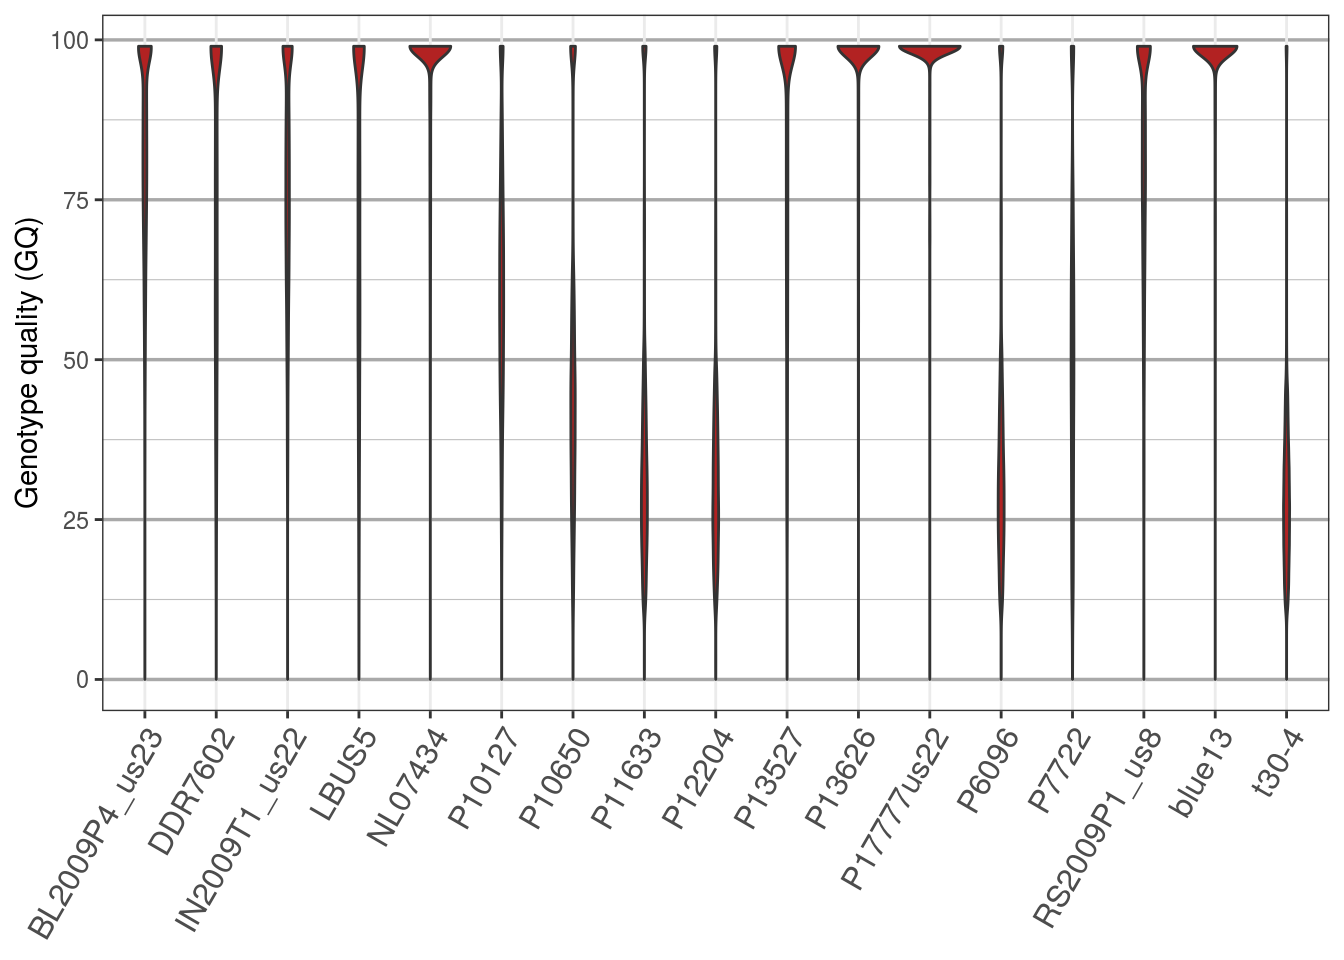 Genotype quality (GQ)
100
75
50
25
0
BL2009P4_us23
DDR7602
IN2009T1_us22
LBUS5
NL07434
P10127
P10650
P11633
P12204
P13527
P13626
P17777us22
P6096
P7722
RS2009P1_us8
blue13
t30-4